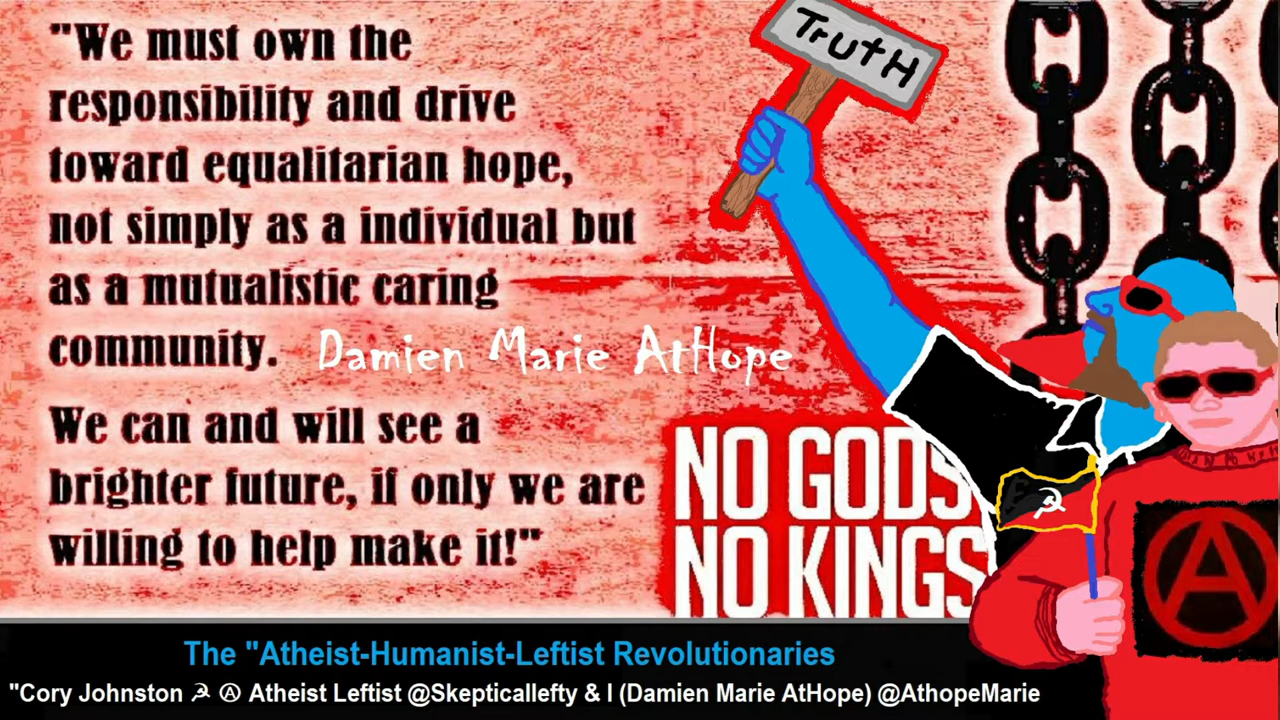 "We must own the
responsibility and drive
toward equalitarian hope,
not simply as a individual but
as a mutualistic caring
community.
Damien Marie AtHope
We can and will see a
brighter future, if only we are
willing to help make it!"
TruTH
NO GODS
NO KINGS
The "Atheist-Humanist-Leftist Revolutionaries
"Cory Johnston ☭ Ⓐ Atheist Leftist @Skepticallefty & I (Damien Marie AtHope) @AthopeMarie